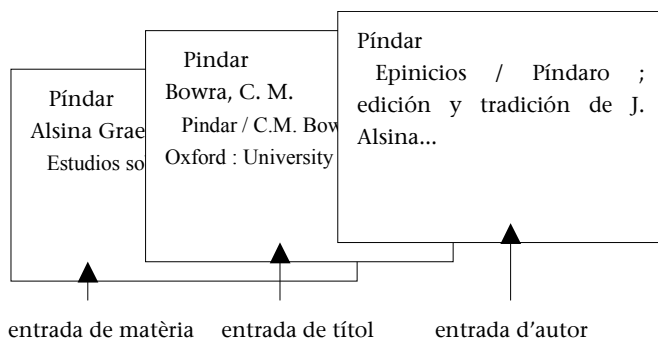 Píndar
Alsina Grae
Estudios so
Pindar
Bowra, C. M.
Pindar / C.M. Bow
Oxford : University
Píndar
Epinicios / Píndaro ;
edición y tradición de J.
Alsina...
entrada de matèria entrada de títol entrada d'autor